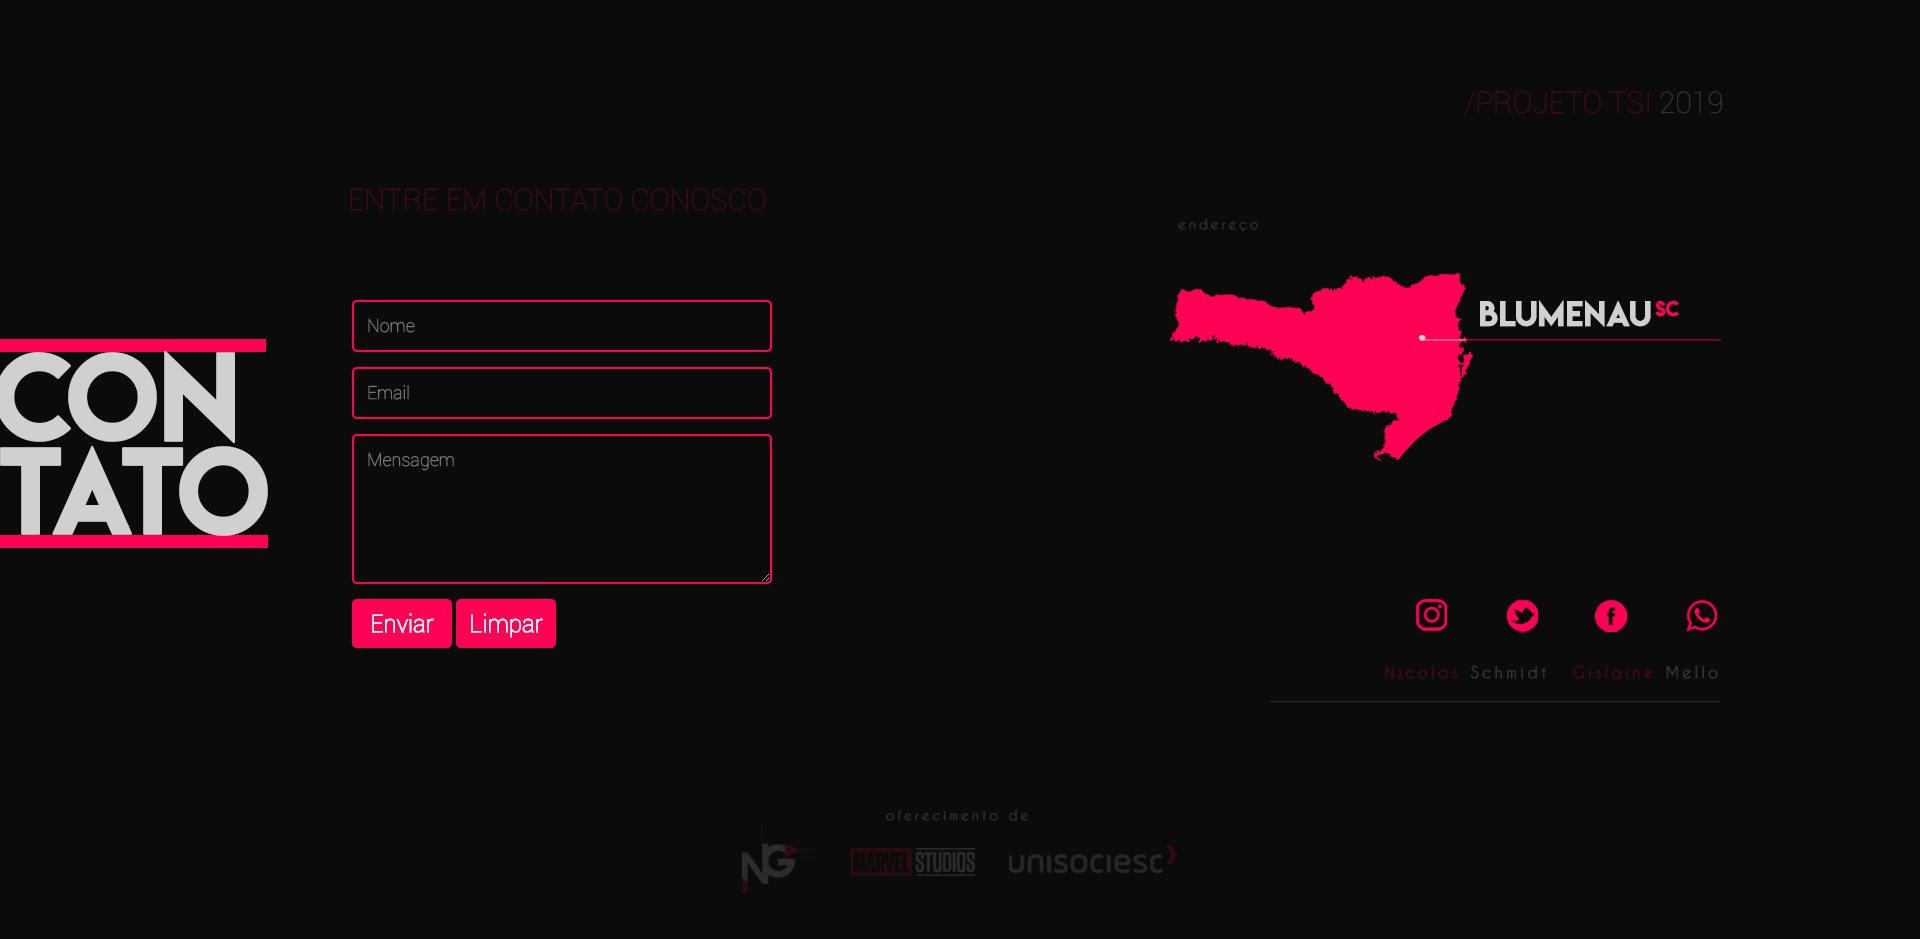 /PROJETO TSI 2019
ENTRE EM CONTATO CONOSCO
endereço
CON
TATO
Nome
Email
Mensagem
Enviar Limpar
BLUMENAU SC
Nicolas Schmidt Gislaine Mello
oferecimento de
NG MARVEL STUDIOS unisociesc